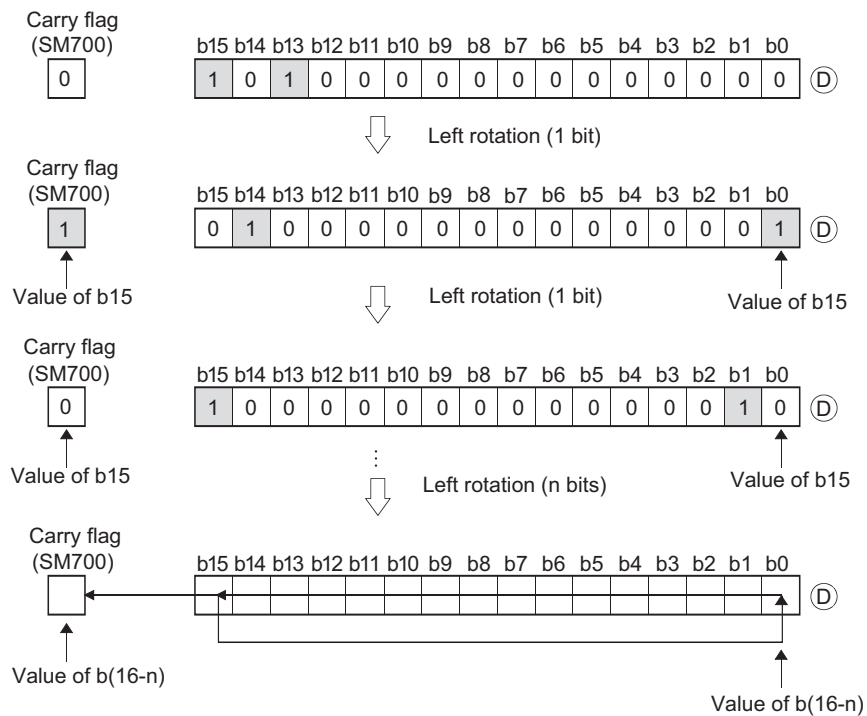 Carry flag
(SM700)
b15 b14 b13 b12 b11 b10 b9 b8 b7 b6 b5 b4 b3 b2 b1 b0
0 1 0 1 0 0 0 0 0 0 0 0 0 0 0 0 0 D
Left rotation (1 bit)
Carry flag
(SM700)
b15 b14 b13 b12 b11 b10 b9 b8 b7 b6 b5 b4 b3 b2 b1 b0
1 0 1 0 0 0 0 0 0 0 0 0 0 0 0 0 1 D
Value of b15
Left rotation (1 bit)
Value of b15
Carry flag
(SM700)
b15 b14 b13 b12 b11 b10 b9 b8 b7 b6 b5 b4 b3 b2 b1 b0
0 1 0 0 0 0 0 0 0 0 0 0 0 0 0 1 0 D
Value of b15
⋮
Left rotation (n bits)
Value of b15
Carry flag
(SM700)
b15 b14 b13 b12 b11 b10 b9 b8 b7 b6 b5 b4 b3 b2 b1 b0
D
Value of b(16-n)
Value of b(16-n)